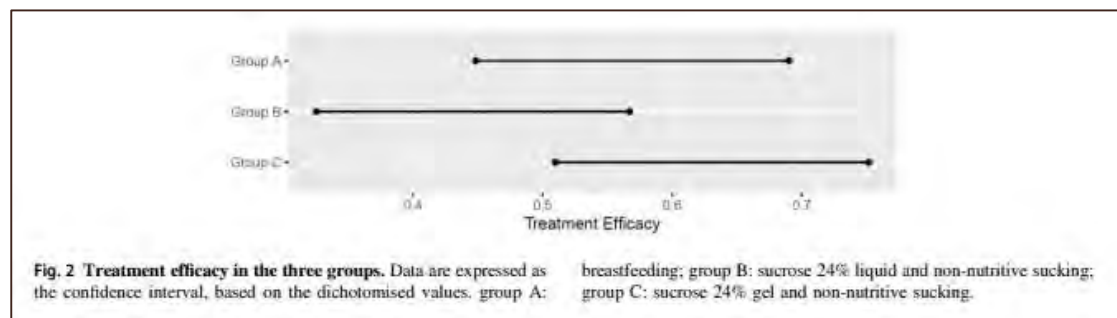 Group A
Group B
Group C
0.4 0.5 0.6 0.7
Treatment Efficacy
Fig. 2 Treatment efficacy in the three groups. Data are expressed as
the confidence interval, based on the dichotomised values. group A:
breastfeeding; group B: sucrose 24% liquid and non-nutritive sucking;
group C: sucrose 24% gel and non-nutritive sucking.